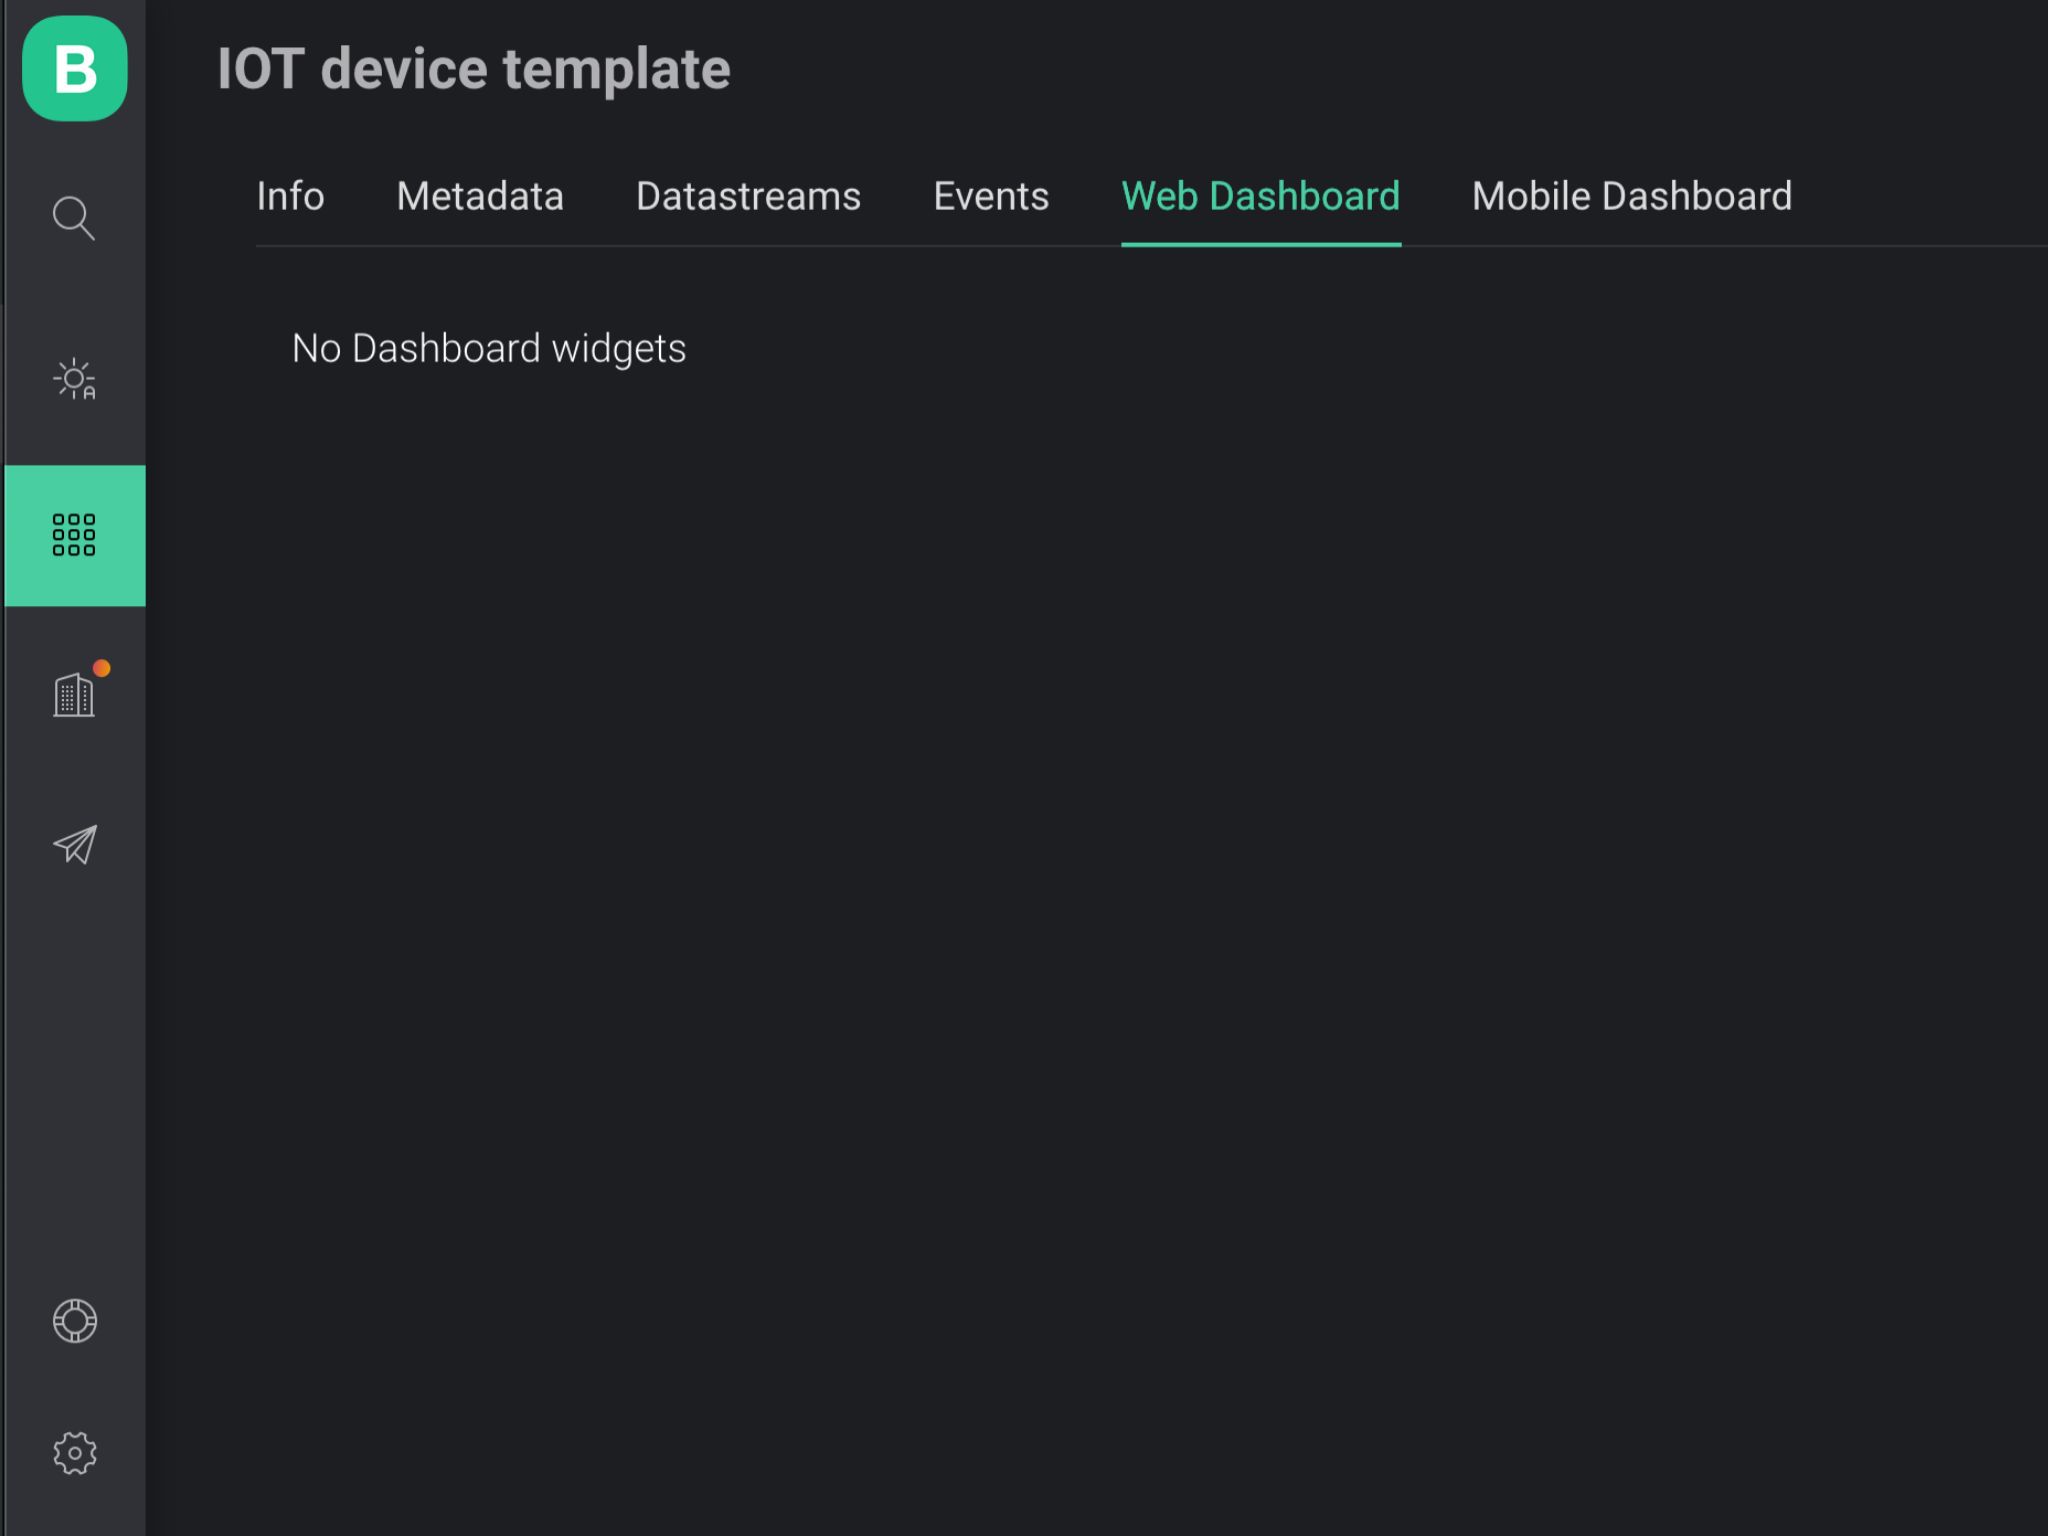 B
IOT device template
Info Metadata Datastreams Events Web Dashboard Mobile Dashboard
No Dashboard widgets